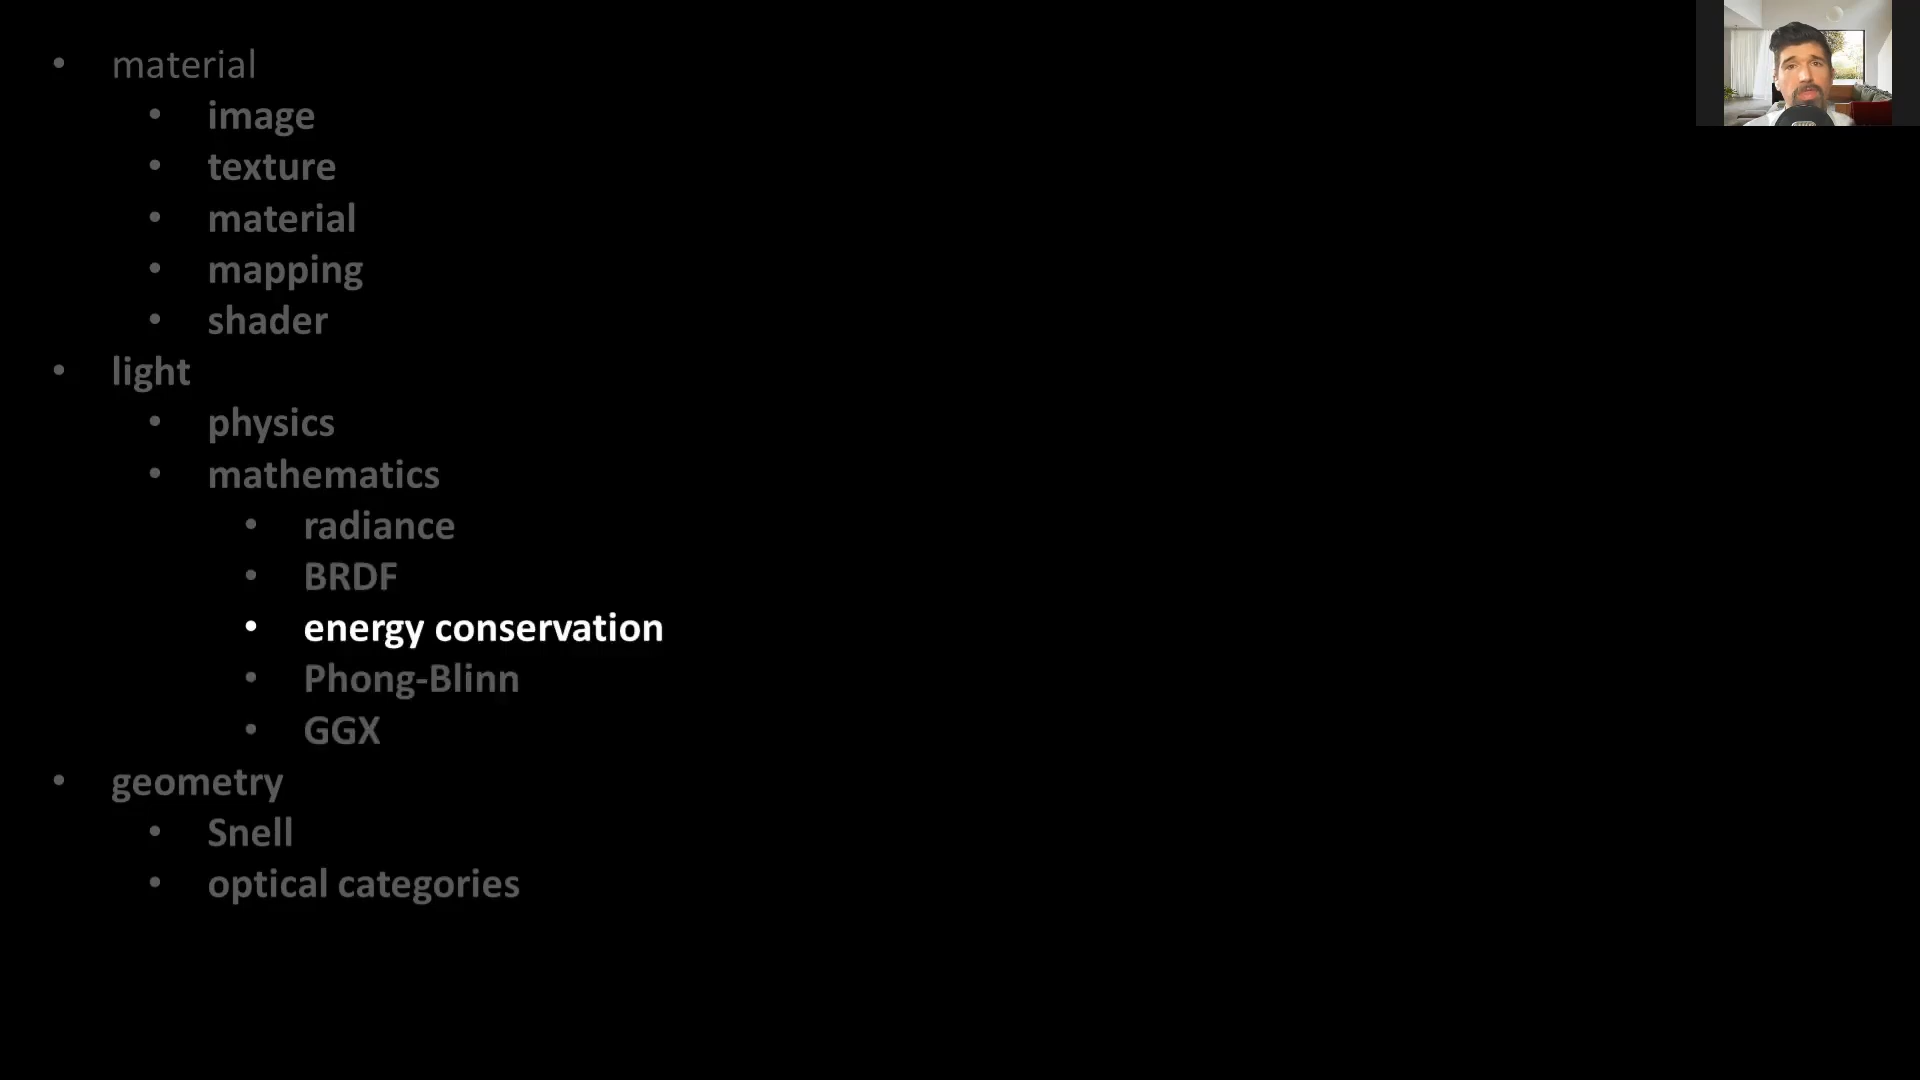 • material
• image
• texture
• material
• mapping
• shader
• light
• physics
• mathematics
• radiance
• BRDF
• energy conservation
• Phong-Blinn
• GGX
• geometry
• Snell
• optical categories